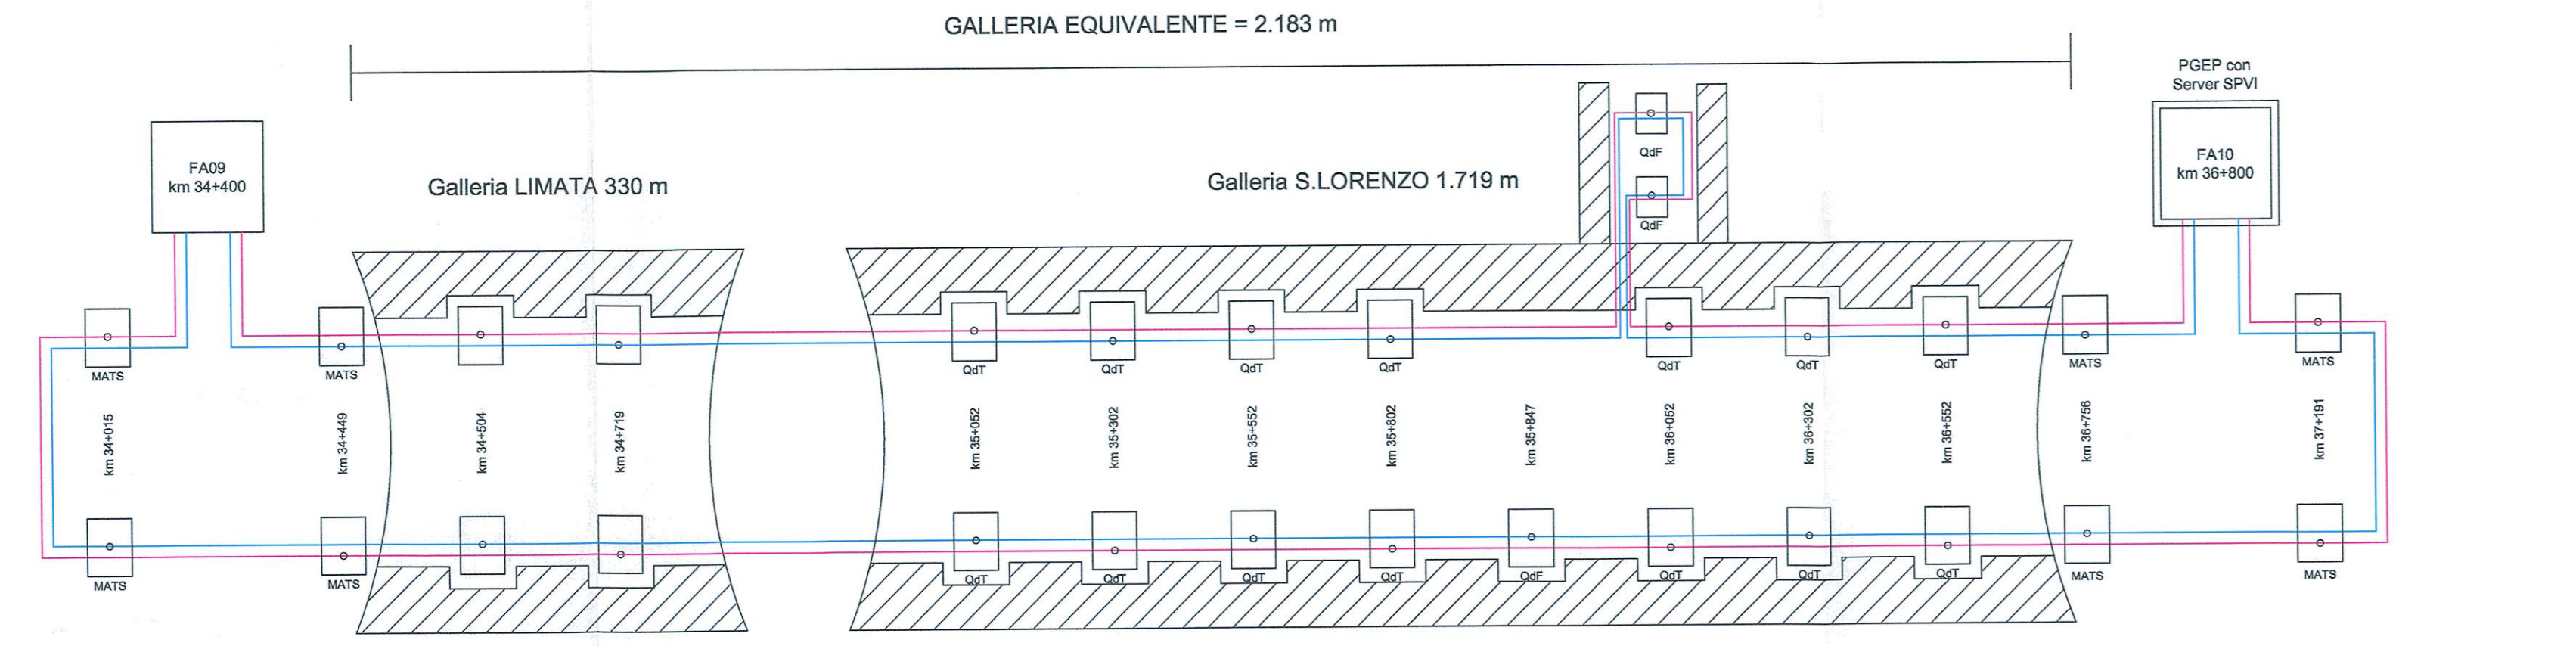 GALLERIA EQUIVALENTE = 2.183 m
PGEP con
Server SPVI
FA09
km 34+400
Galleria LIMATA 330 m
Galleria S.LORENZO 1.719 m
QdF
QdF
FA10
km 36+800
MATS
MATS
QdT
QdT
QdT
QdT
QdT
QdT
QdT
MATS
MATS
km 34+015
km 34+449
km 34+504
km 34+719
km 35+052
km 35+302
km 35+552
km 35+802
km 35+847
km 36+052
km 36+302
km 36+552
km 36+756
km 37+191
MATS
MATS
QdT
QdT
QdT
QdT
QdF
QdT
QdT
QdT
MATS
MATS